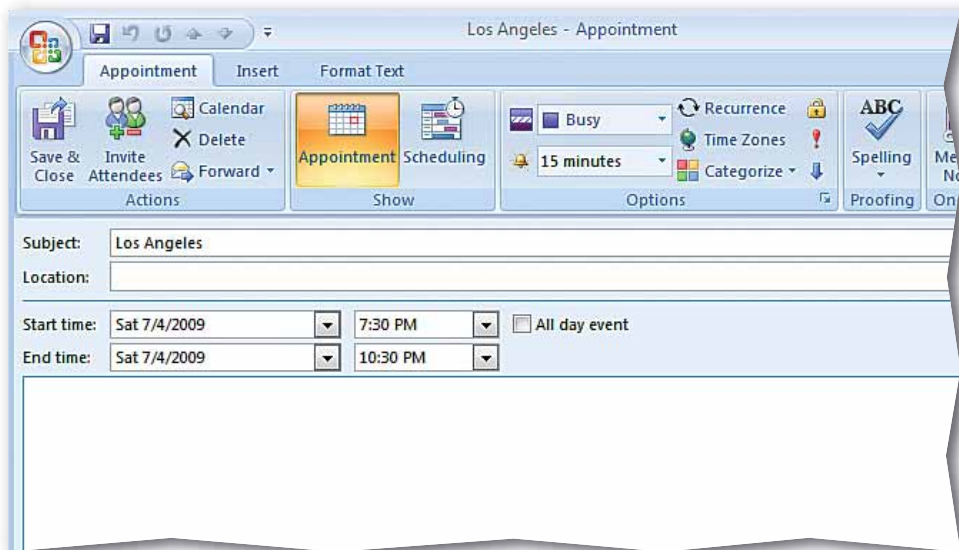 Los Angeles - Appointment
Appointment Insert Format Text
Save & Close
Invite Attendees
Calendar
Delete
Forward
Actions
Appointment Scheduling
Show
Busy
15 minutes
Recurrence
Time Zones
Categorize
Options
ABC
Spelling
Proofing
Subject: Los Angeles
Location:
Start time: Sat 7/4/2009 7:30 PM All day event
End time: Sat 7/4/2009 10:30 PM